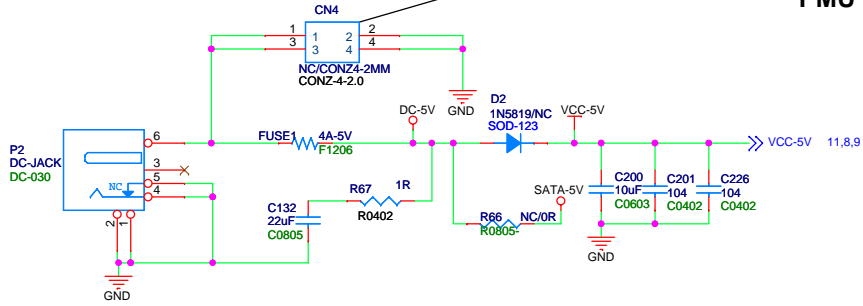 PMU
CN4
1 1 2 2
3 3 4 4
NC/CONZ4-2MM
CONZ-4-2.0
GND
P2
DC-JACK
DC-030
6
3
5
4
NC
2
1
GND
FUSE1 4A-5V
F1206
DC-5V
C132
22uF
C0805
R67 1R
R0402
D2
1N5819/NC
SOD-123
VCC-5V
SATA-5V
R66 NC/0R
R0805-
C200
10uF
C0603
C201
104
C0402
C226
104
C0402
GND
VCC-5V 11,8,9